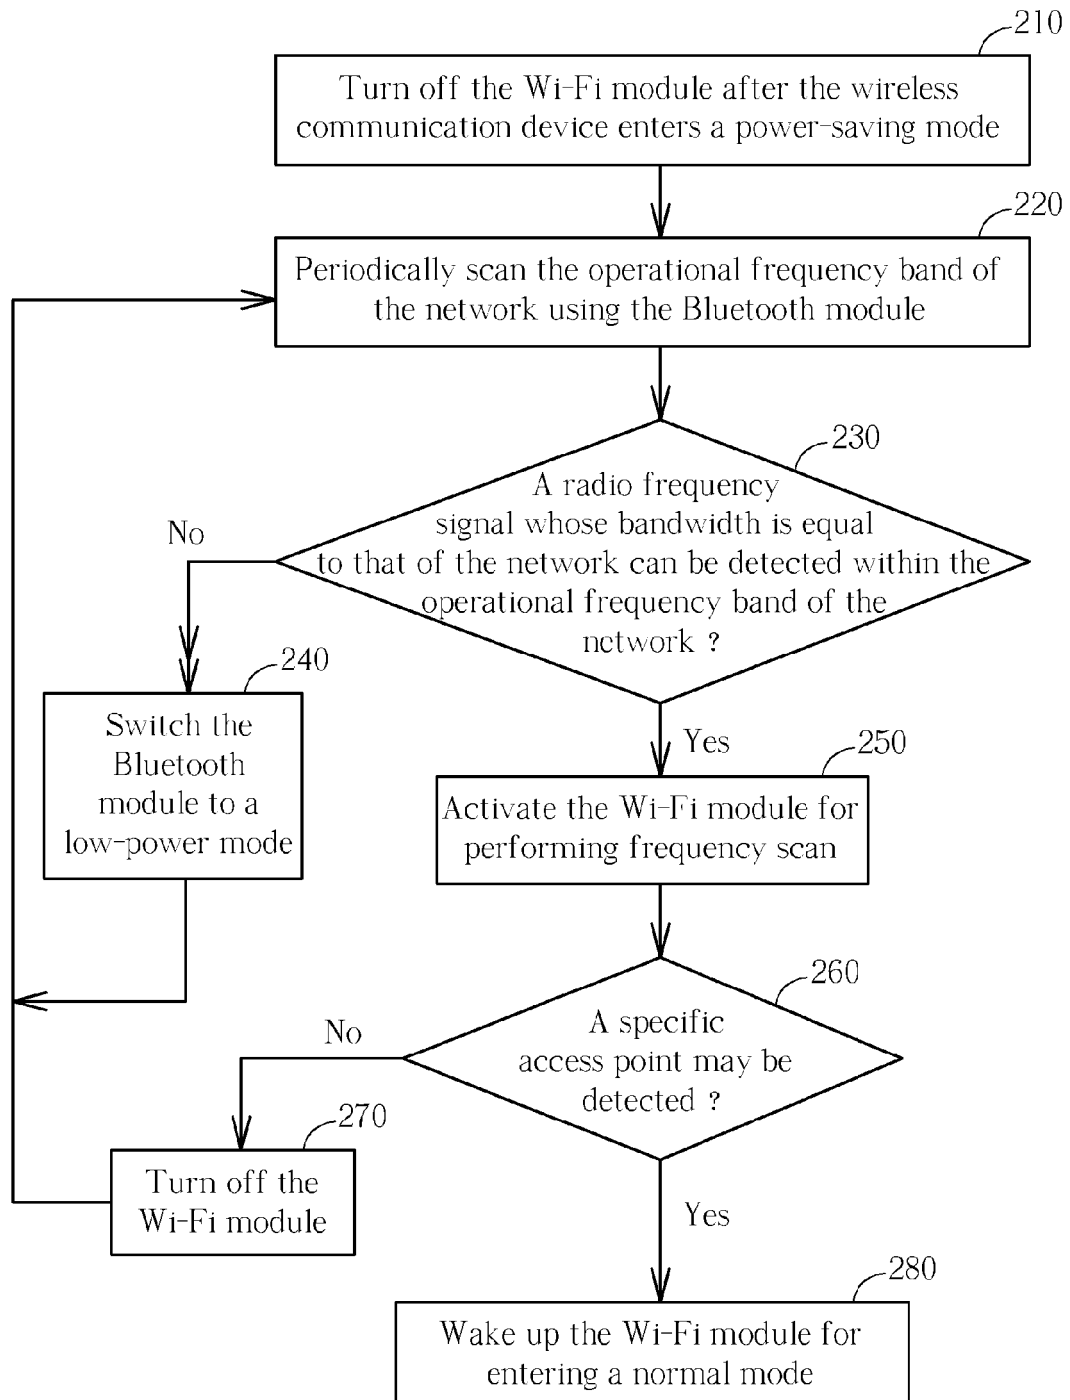 210
Turn off the Wi-Fi module after the wireless
communication device enters a power-saving mode
220
Periodically scan the operational frequency band of
the network using the Bluetooth module
230
A radio frequency
signal whose bandwidth is equal
to that of the network can be detected within the
operational frequency band of the
network ?
No
240
Switch the
Bluetooth
module to a
low-power mode
Yes
250
Activate the Wi-Fi module for
performing frequency scan
260
A specific
access point may be
detected ?
No
270
Turn off the
Wi-Fi module
Yes
280
Wake up the Wi-Fi module for
entering a normal mode